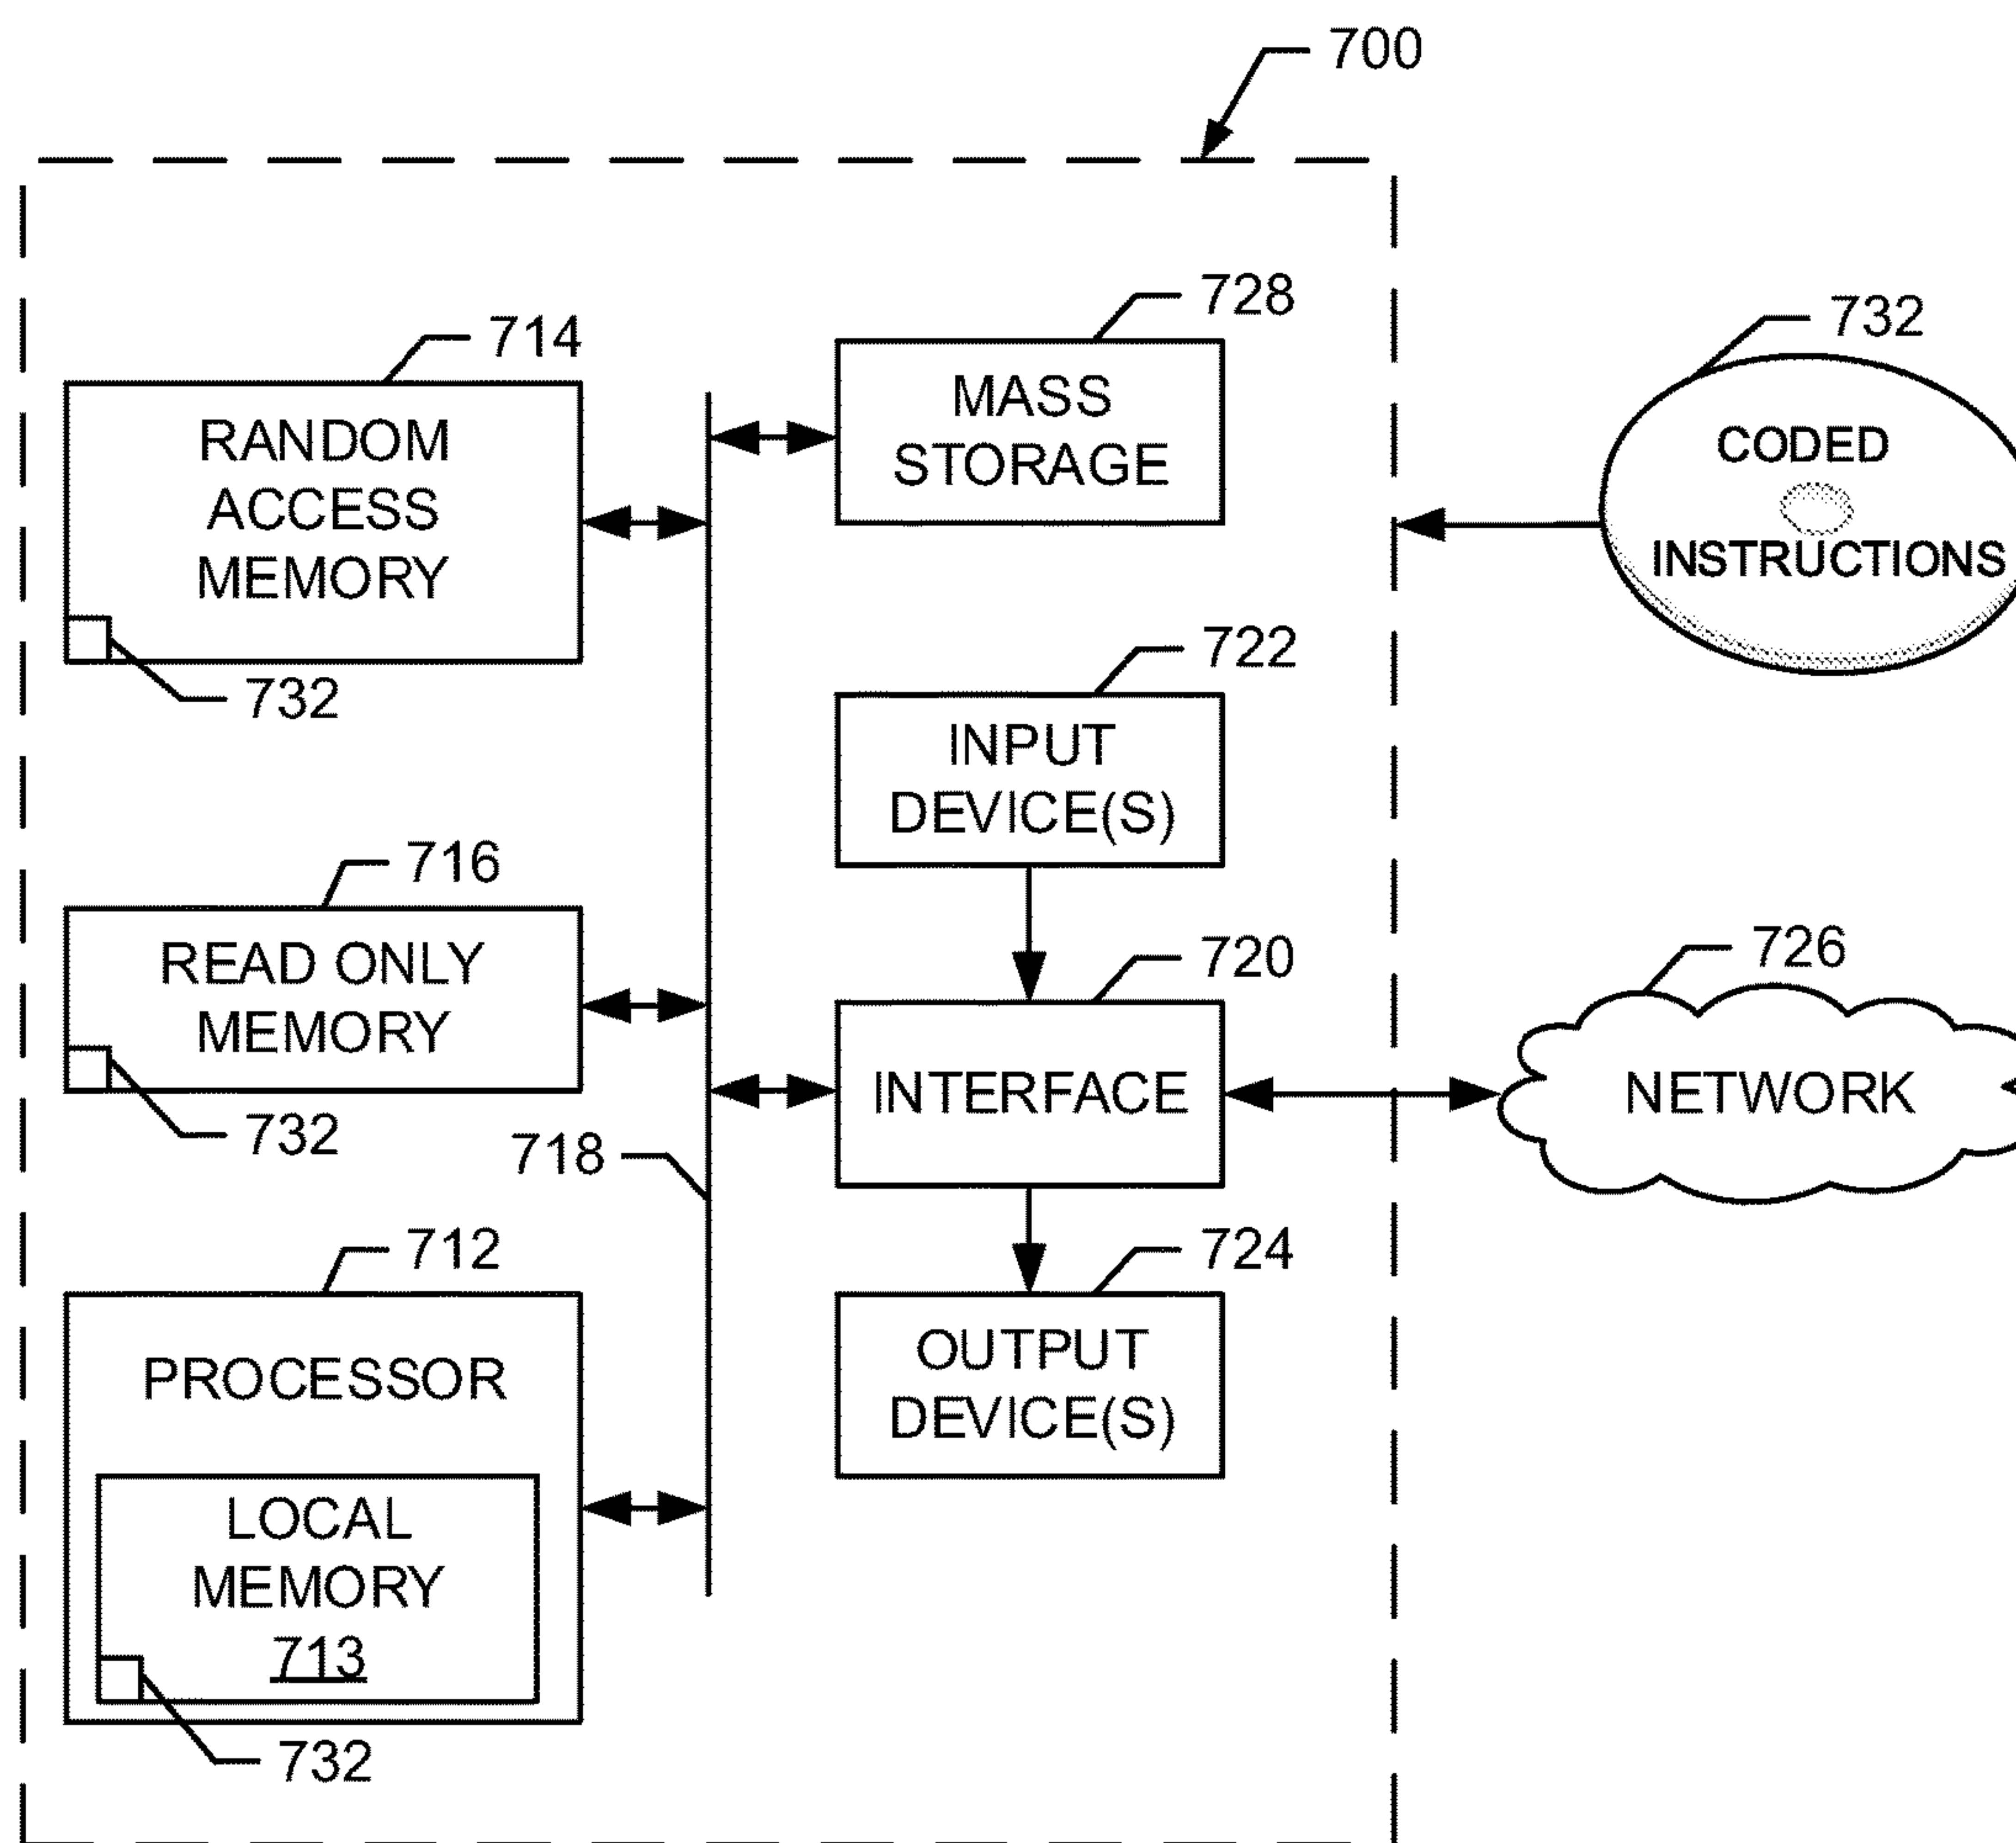 700
728
MASS
STORAGE
714
RANDOM
ACCESS
MEMORY
732
732
CODED
INSTRUCTIONS
722
INPUT
DEVICE(S)
716
READ ONLY
MEMORY
732
720
INTERFACE
726
NETWORK
718
712
PROCESSOR
LOCAL
MEMORY
713
732
724
OUTPUT
DEVICE(S)